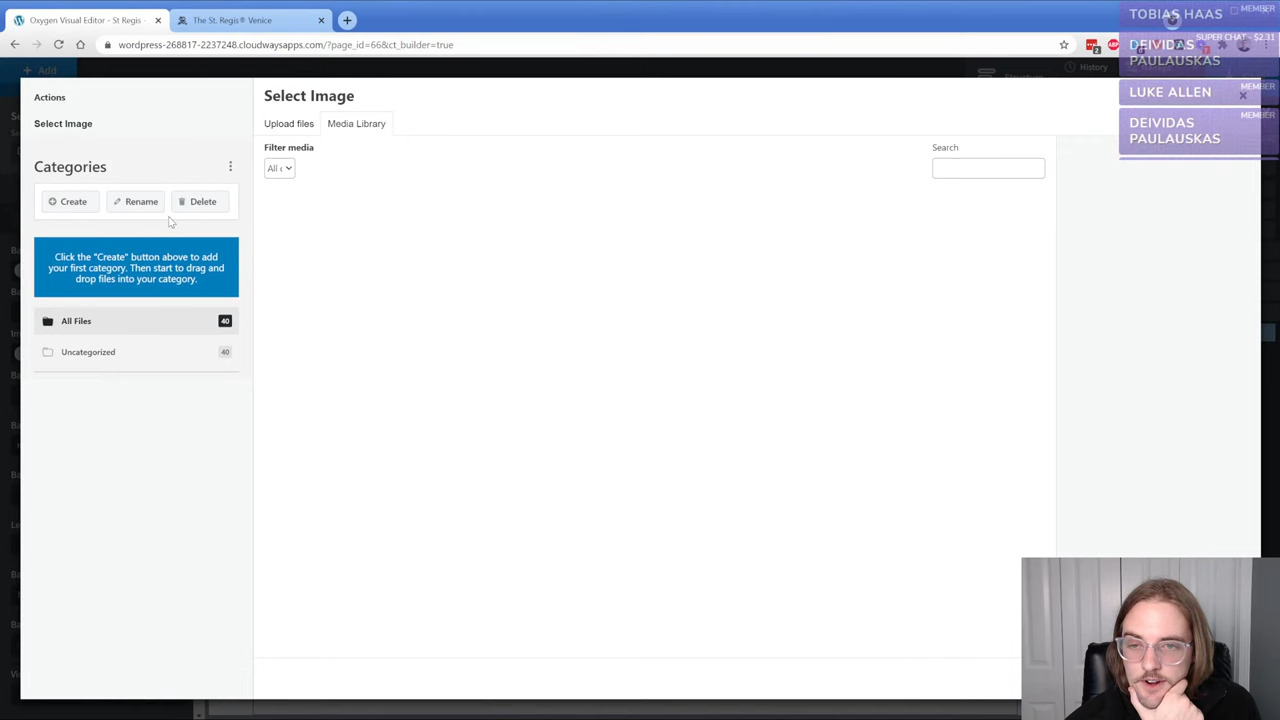 Oxygen Visual Editor - St Regis -
The St. Regis® Venice
wordpress-268817-2237248.cloudwaysapps.com/?page_id=66&ct_builder=true
Add
History
Actions
Select Image
Categories
Create
Rename
Delete
Click the "Create" button above to add
your first category. Then start to drag and
drop files into your category.
All Files
40
Uncategorized
40
Select Image
Upload files
Media Library
Filter media
Search
MEMBER
TOBIAS HAAS
SUPER CHAT - $2.31
DEIVIDAS
PAULAUSKAS
MEMBER
LUKE ALLEN
MEMBER
DEIVIDAS
PAULAUSKAS